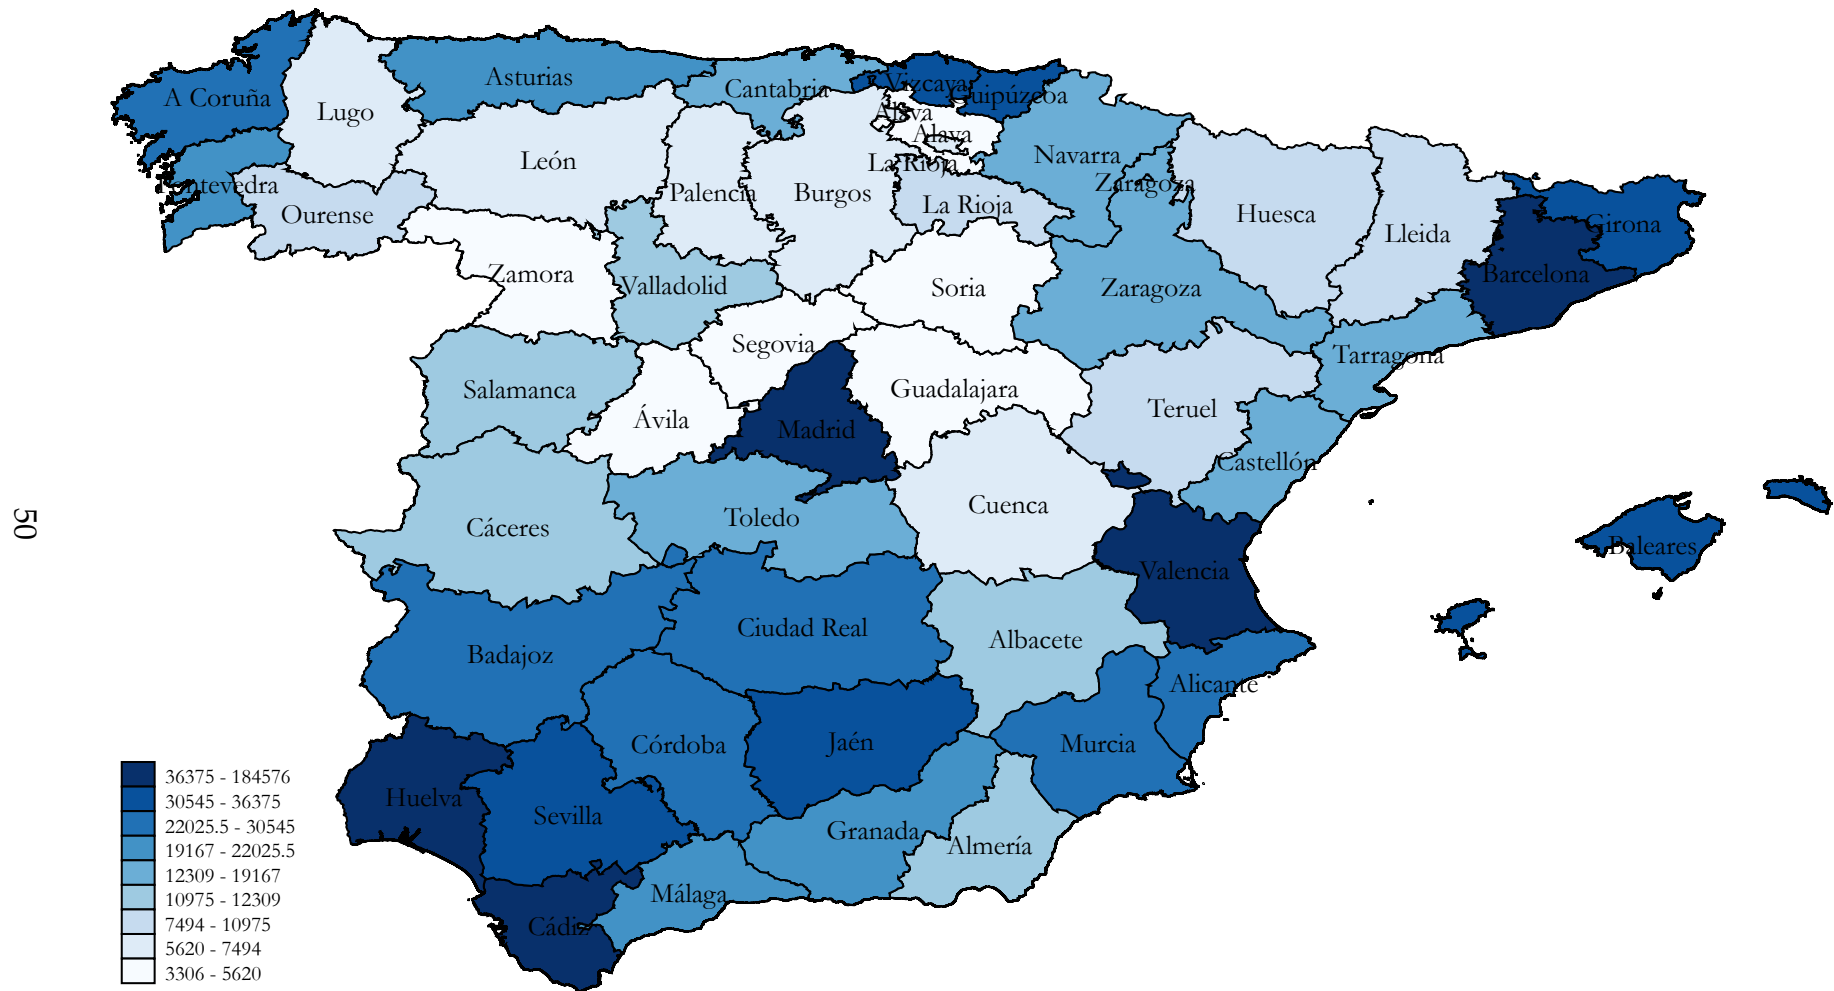 A Coruña
Lugo
Asturias
Cantabria
Vizcaya
Guipúzcoa
Álava
Álava
Navarra
León
Palencia
Burgos
La Rioja
La Rioja
Zaragoza
Pontevedra
Ourense
Huesca
Lleida
Girona
Barcelona
Zamora
Valladolid
Soria
Zaragoza
Segovia
Tarragona
Salamanca
Ávila
Guadalajara
Teruel
Madrid
Castellón
Cáceres
Toledo
Cuenca
50
Baleares
Valencia
Badajoz
Ciudad Real
Albacete
Alicante
Córdoba
Jaén
Murcia
Huelva
Sevilla
Granada
Almería
Málaga
Cádiz
36375 - 184576
30545 - 36375
22025.5 - 30545
19167 - 22025.5
12309 - 19167
10975 - 12309
7494 - 10975
5620 - 7494
3306 - 5620